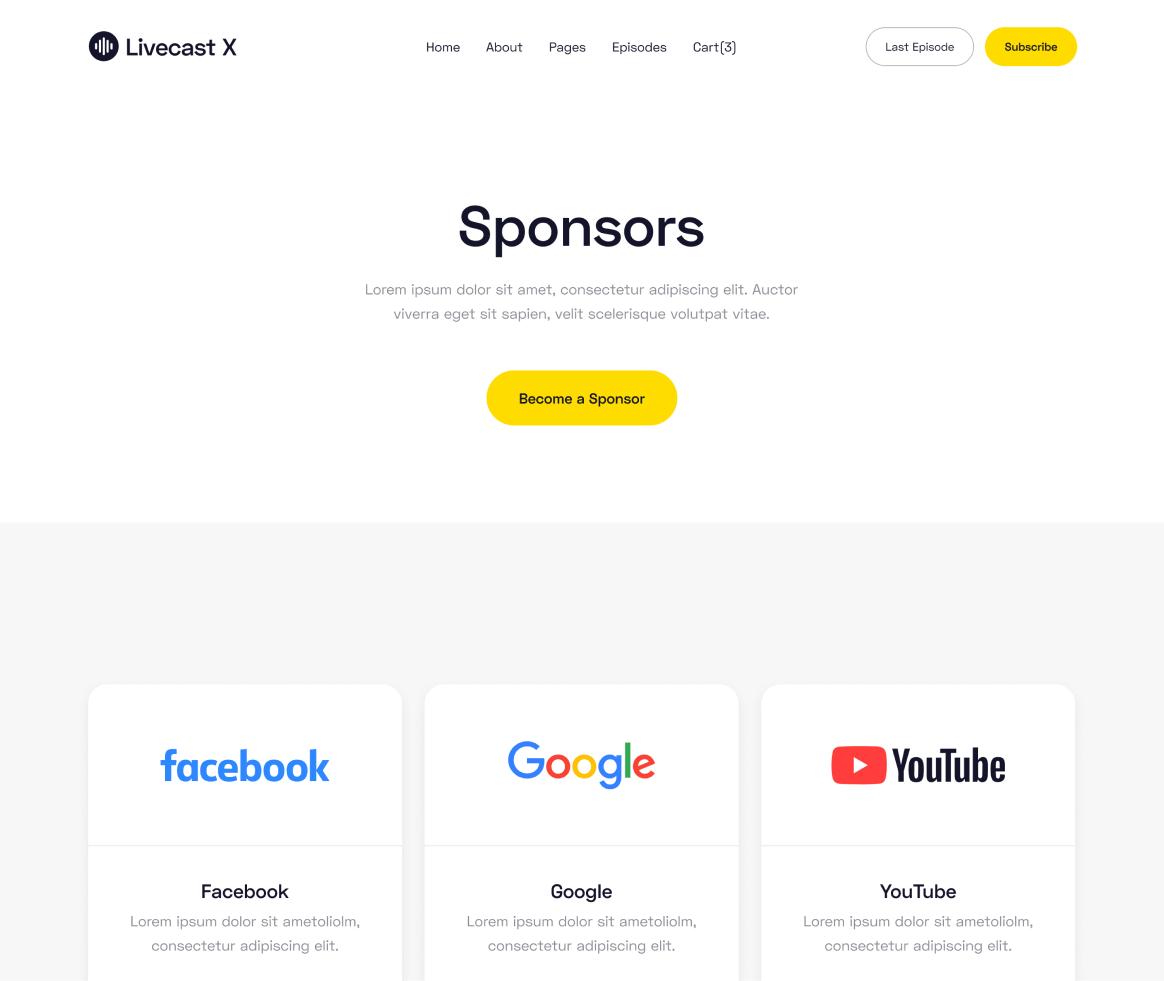 Livecast X
Home About Pages Episodes Cart(3)
Last Episode
Subscribe
Sponsors
Lorem ipsum dolor sit amet, consectetur adipiscing elit. Auctor
viverra eget sit sapien, velit scelerisque volutpat vitae.
Become a Sponsor
facebook
Google
YouTube
Facebook
Lorem ipsum dolor sit ametoliolm,
consectetur adipiscing elit.
Google
Lorem ipsum dolor sit ametoliolm,
consectetur adipiscing elit.
YouTube
Lorem ipsum dolor sit ametoliolm,
consectetur adipiscing elit.